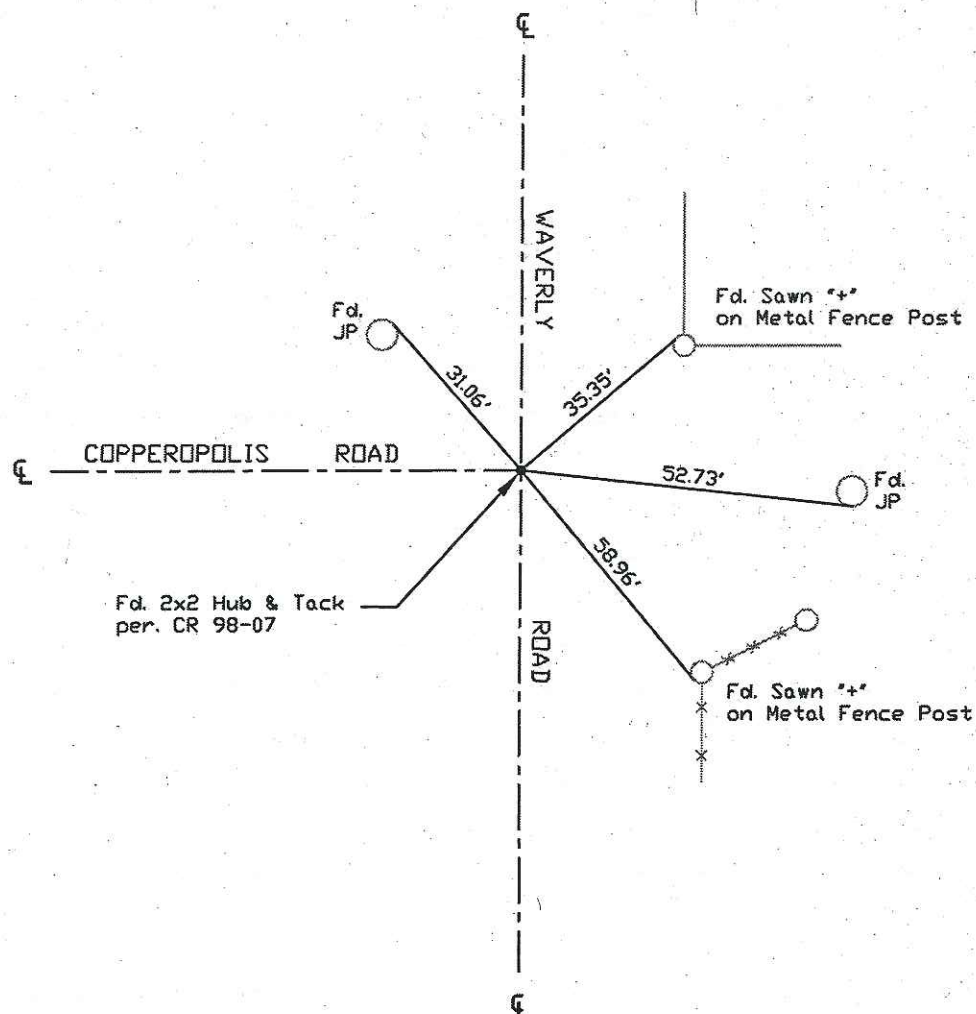 ℄
WAVERLY
Fd. Sawn "+"
on Metal Fence Post
Fd.
JP
31.06'
35.35'
℄ COPPEROPOLIS ROAD
52.73'
Fd.
JP
58.96'
Fd. 2x2 Hub & Tack
per. CR 98-07
ROAD
Fd. Sawn "+"
on Metal Fence Post
℄